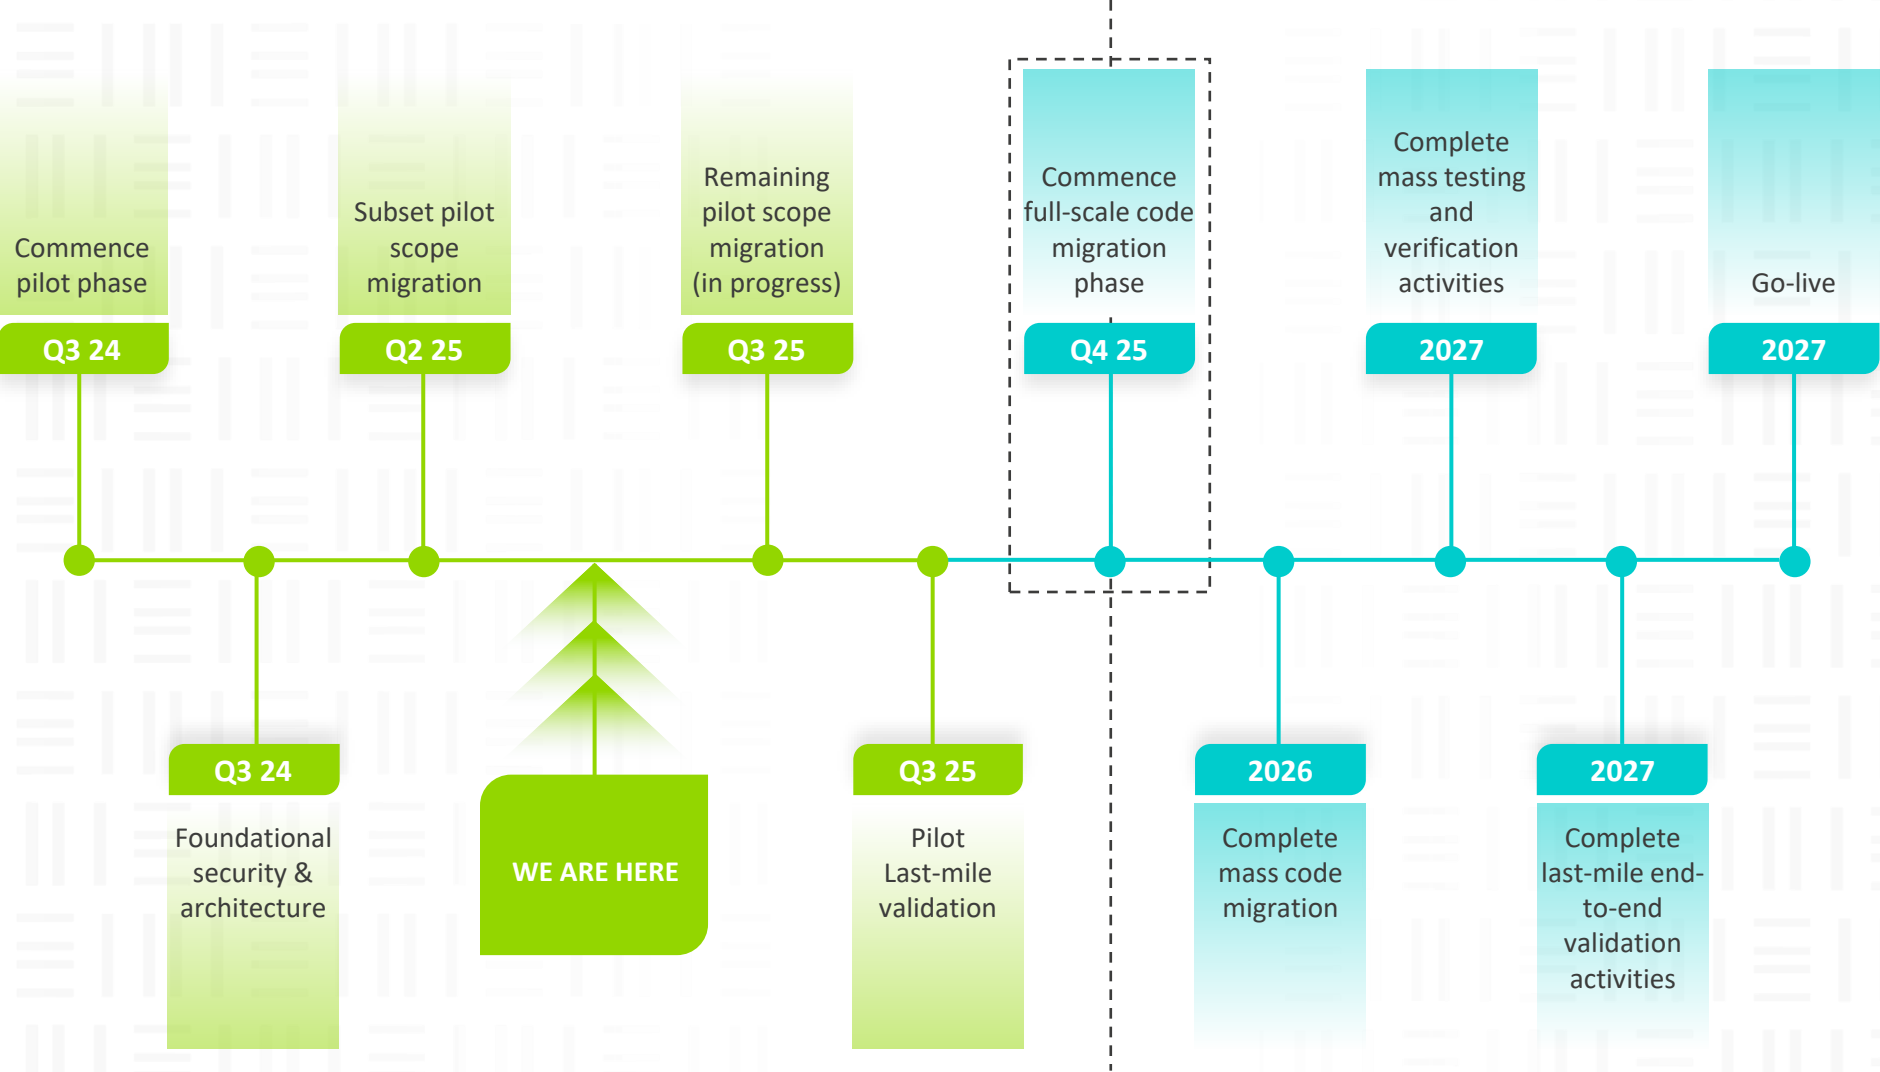 Commence
pilot phase
Q3 24
Foundational
security &
architecture
Q3 24
Subset pilot
scope
migration
Q2 25
WE ARE HERE
Remaining
pilot scope
migration
(in progress)
Q3 25
Q3 25
Pilot
Last-mile
validation
Commence
full-scale code
migration
phase
Q4 25
2026
Complete
mass code
migration
Complete
mass testing
and
verification
activities
2027
2027
Complete
last-mile end-
to-end
validation
activities
Go-live
2027